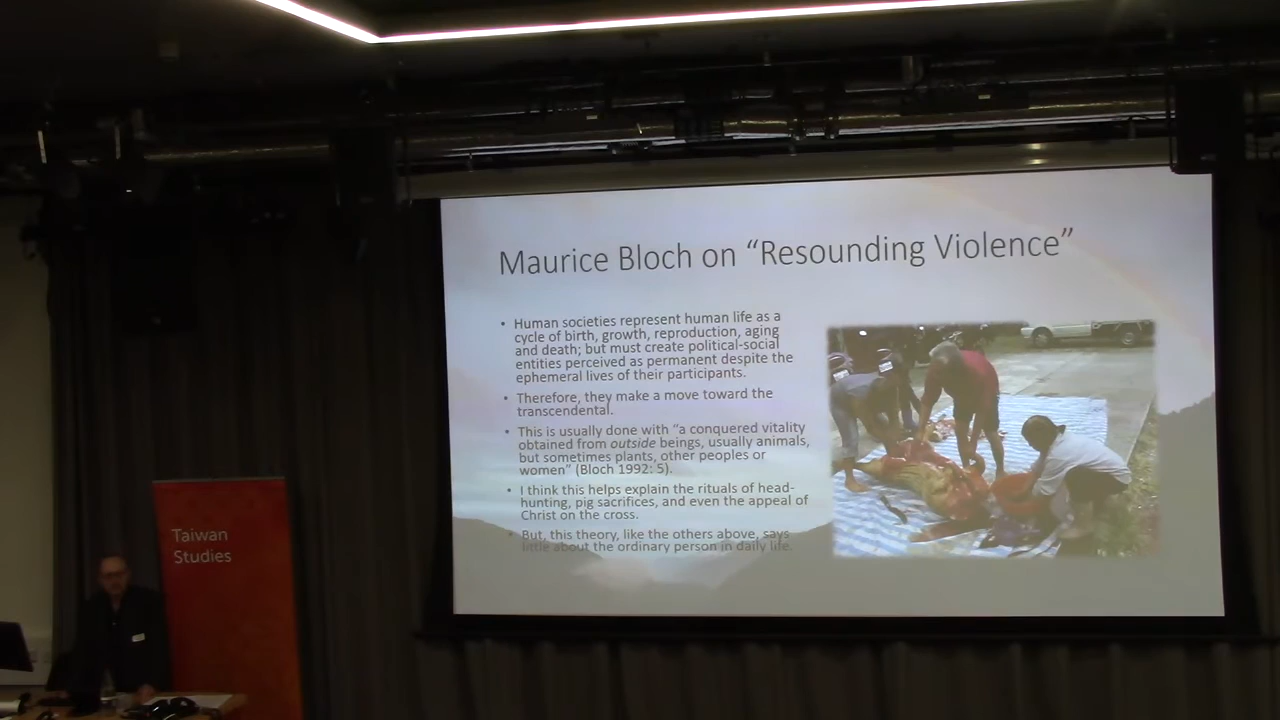 Maurice Bloch on “Resounding Violence”
• Human societies represent human life as a
cycle of birth, growth, reproduction, aging
and death; but must create political-social
entities perceived as permanent despite the
ephemeral lives of their participants.
• Therefore, they make a move toward the
transcendental.
• This is usually done with “a conquered vitality
obtained from outside beings, usually animals,
but sometimes plants, other peoples or
women” (Bloch 1992: 5).
• I think this helps explain the rituals of head-
hunting, pig sacrifices, and even the appeal of
Christ on the cross.
• But, this theory, like the others above, says
little about the ordinary person in daily life.
Taiwan
Studies